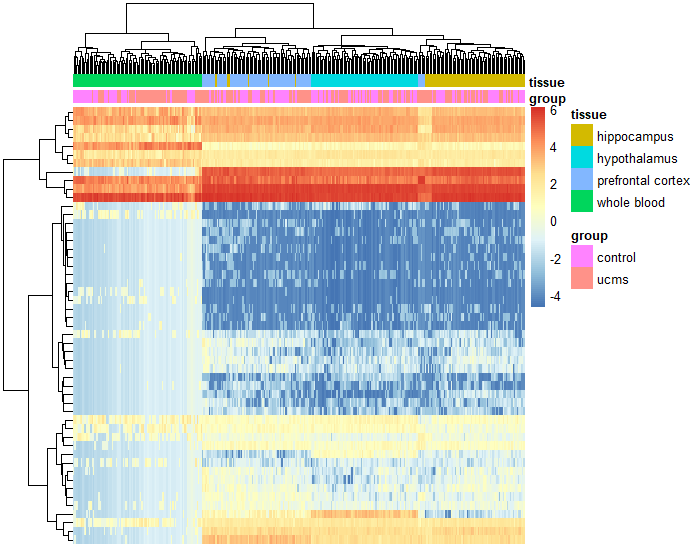 tissue
group
6
4
2
0
-2
-4
tissue
hippocampus
hypothalamus
prefrontal cortex
whole blood
group
control
ucms